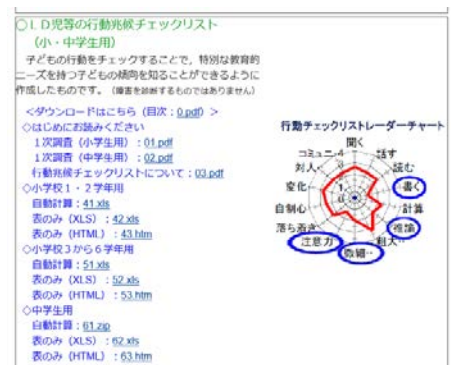 ○LD児等の行動兆候チェックリスト
（小・中学生用）
子どもの行動をチェックすることで，特別な教育的
ニーズを持つ子どもの傾向を知ることができるように
作成したものです。（障害を診断するものではありません）
＜ダウンロードはこちら（目次：0.pdf）＞
◇はじめにお読みください
１次調査（小学生用）：01.pdf
１次調査（中学生用）：02.pdf
行動兆候チェックリストについて：03.pdf
◇小学校１・２学年用
自動計算：41.xls
表のみ（XLS）：42.xls
表のみ（HTML）：43.htm
◇小学校３から６学年用
自動計算：51.xls
表のみ（XLS）：52.xls
表のみ（HTML）：53.htm
◇中学生用
自動計算：61.zip
表のみ（XLS）：62.xls
表のみ（HTML）：63.htm
行動チェックリストレーダーチャート
聞く
話す
読む
書く
計算
推論
粗大…
微細…
注意力
落ち着き
自制心
変化
対人
コミュニ…
4
0